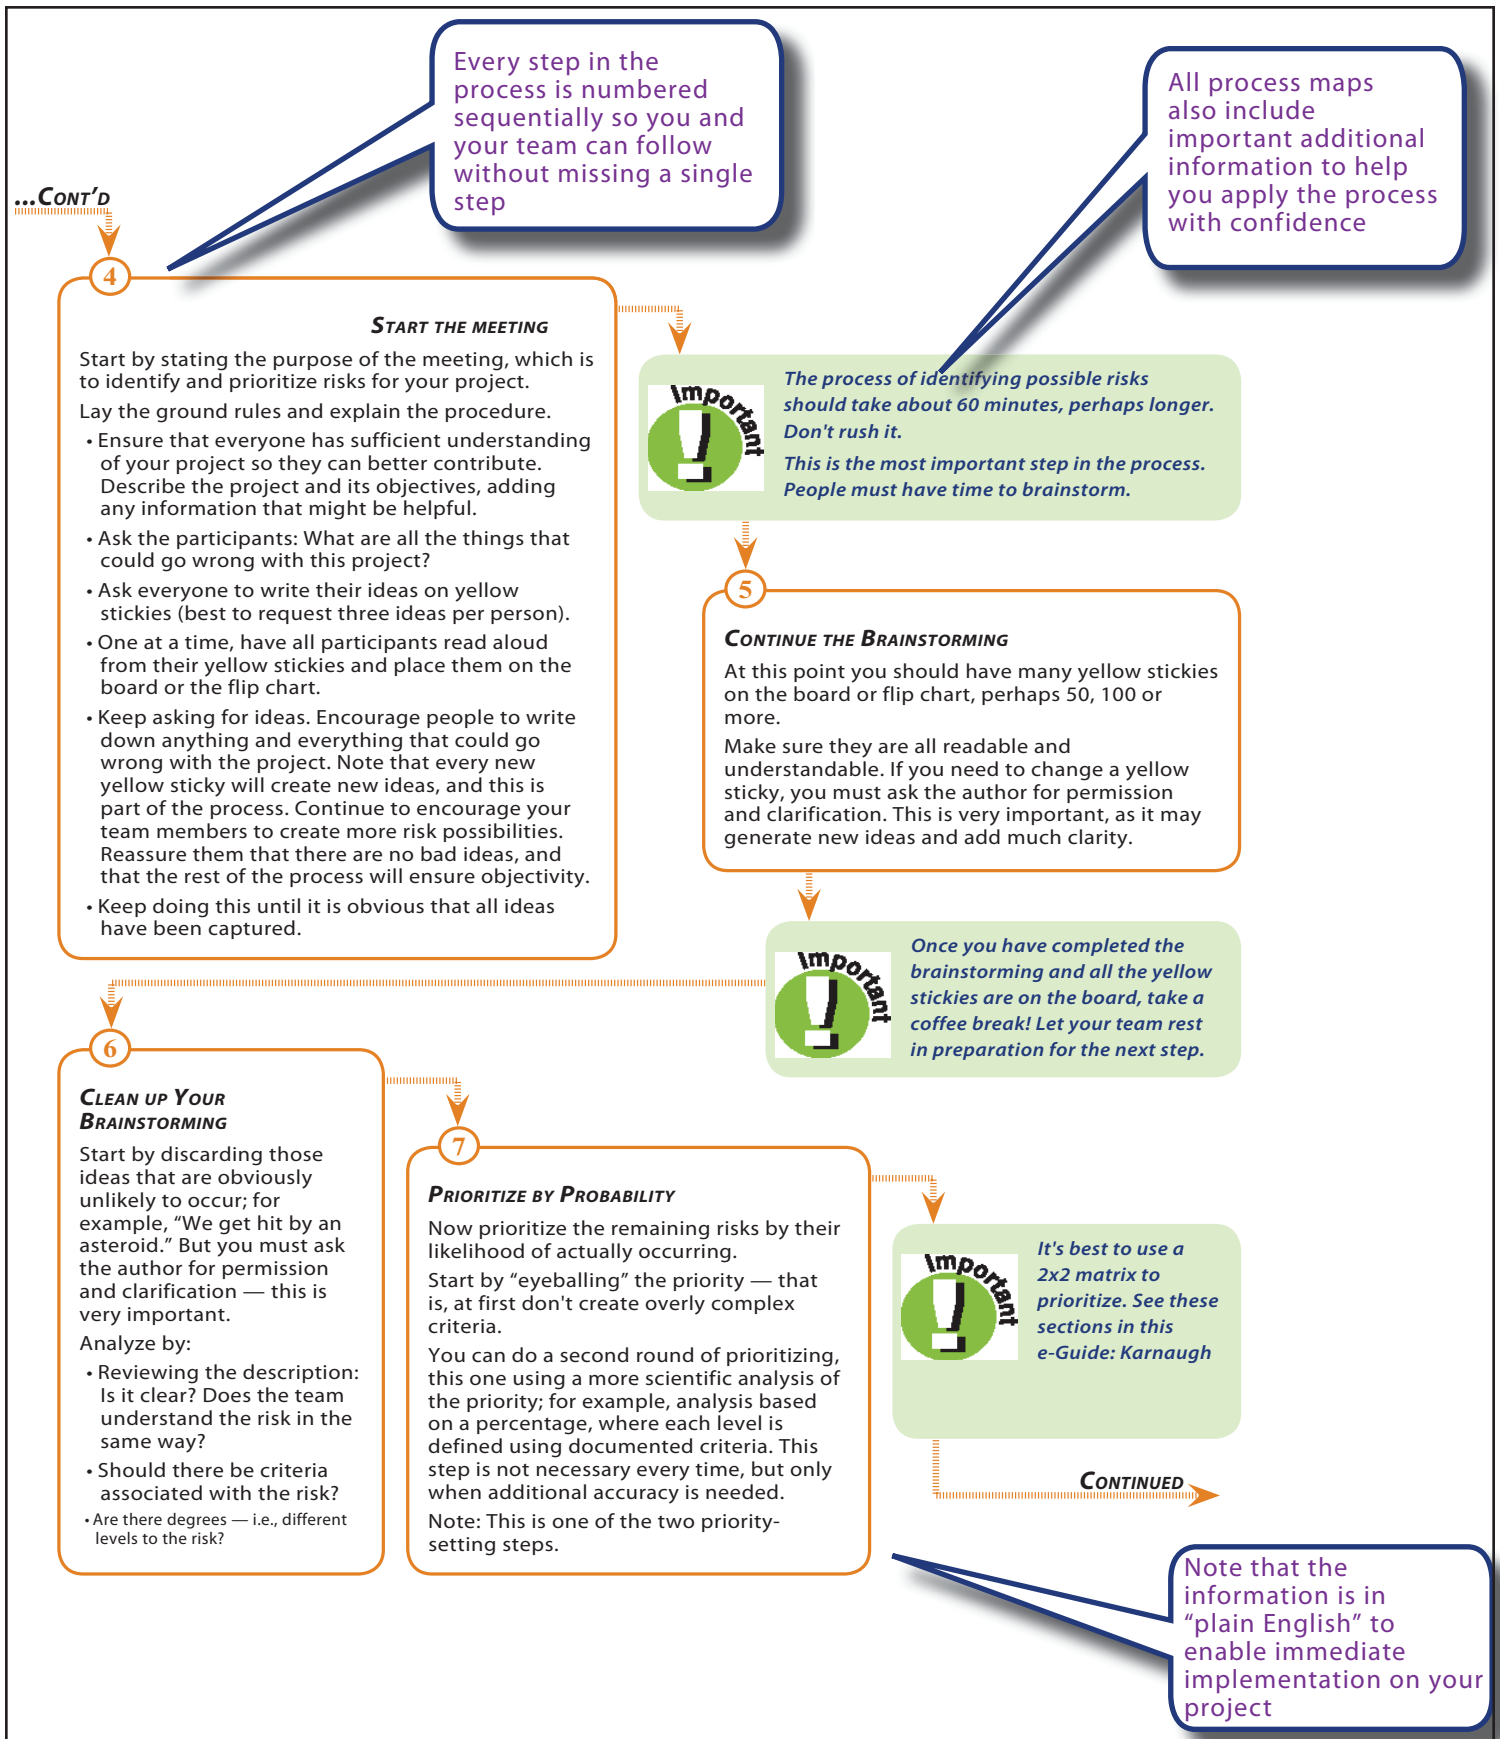 Every step in the
process is numbered
sequentially so you and
your team can follow
without missing a single
step
All process maps
also include
important additional
information to help
you apply the process
with confidence
...CONT'D
4
START THE MEETING
Start by stating the purpose of the meeting, which is
to identify and prioritize risks for your project.
Lay the ground rules and explain the procedure.
• Ensure that everyone has sufficient understanding
of your project so they can better contribute.
Describe the project and its objectives, adding
any information that might be helpful.
• Ask the participants: What are all the things that
could go wrong with this project?
• Ask everyone to write their ideas on yellow
stickies (best to request three ideas per person).
• One at a time, have all participants read aloud
from their yellow stickies and place them on the
board or the flip chart.
• Keep asking for ideas. Encourage people to write
down anything and everything that could go
wrong with the project. Note that every new
yellow sticky will create new ideas, and this is
part of the process. Continue to encourage your
team members to create more risk possibilities.
Reassure them that there are no bad ideas, and
that the rest of the process will ensure objectivity.
• Keep doing this until it is obvious that all ideas
have been captured.
Important
The process of identifying possible risks
should take about 60 minutes, perhaps longer.
Don't rush it.
This is the most important step in the process.
People must have time to brainstorm.
5
CONTINUE THE BRAINSTORMING
At this point you should have many yellow stickies
on the board or flip chart, perhaps 50, 100 or
more.
Make sure they are all readable and
understandable. If you need to change a yellow
sticky, you must ask the author for permission
and clarification. This is very important, as it may
generate new ideas and add much clarity.
Important
Once you have completed the
brainstorming and all the yellow
stickies are on the board, take a
coffee break! Let your team rest
in preparation for the next step.
6
CLEAN UP YOUR
BRAINSTORMING
Start by discarding those
ideas that are obviously
unlikely to occur; for
example, “We get hit by an
asteroid.” But you must ask
the author for permission
and clarification — this is
very important.
Analyze by:
• Reviewing the description:
Is it clear? Does the team
understand the risk in the
same way?
• Should there be criteria
associated with the risk?
• Are there degrees — i.e., different
levels to the risk?
7
PRIORITIZE BY PROBABILITY
Now prioritize the remaining risks by their
likelihood of actually occurring.
Start by “eyeballing” the priority — that
is, at first don't create overly complex
criteria.
You can do a second round of prioritizing,
this one using a more scientific analysis of
the priority; for example, analysis based
on a percentage, where each level is
defined using documented criteria. This
step is not necessary every time, but only
when additional accuracy is needed.
Note: This is one of the two priority-
setting steps.
Important
It's best to use a
2x2 matrix to
prioritize. See these
sections in this
e-Guide: Karnaugh
CONTINUED
Note that the
information is in
“plain English” to
enable immediate
implementation on your
project